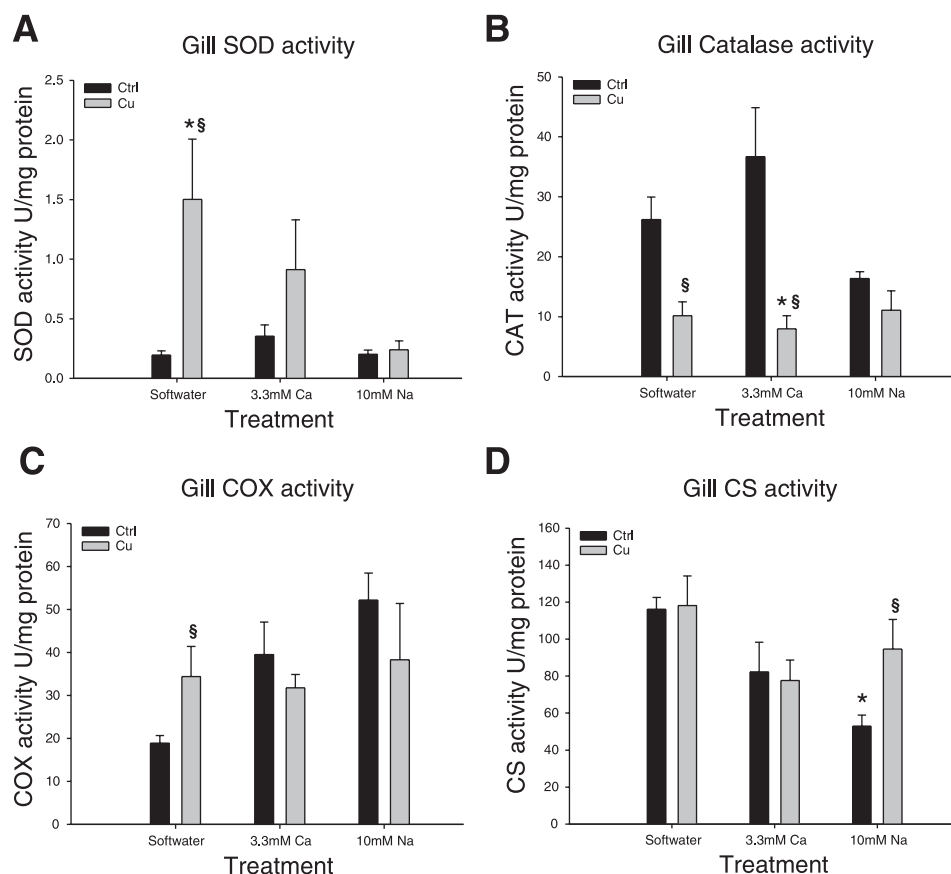 A
Gill SOD activity
2.5
2.0
1.5
1.0
0.5
0.0
SOD activity U/mg protein
Ctrl
Cu
*§
Softwater
3.3mM Ca
10mM Na
Treatment
B
Gill Catalase activity
50
40
30
20
10
0
CAT activity U/mg protein
Ctrl
Cu
§
*§
Softwater
3.3mM Ca
10mM Na
Treatment
C
Gill COX activity
70
60
50
40
30
20
10
0
COX activity U/mg protein
Ctrl
Cu
§
Softwater
3.3mM Ca
10mM Na
Treatment
D
Gill CS activity
160
140
120
100
80
60
40
20
0
CS activity U/mg protein
Ctrl
Cu
*
§
Softwater
3.3mM Ca
10mM Na
Treatment